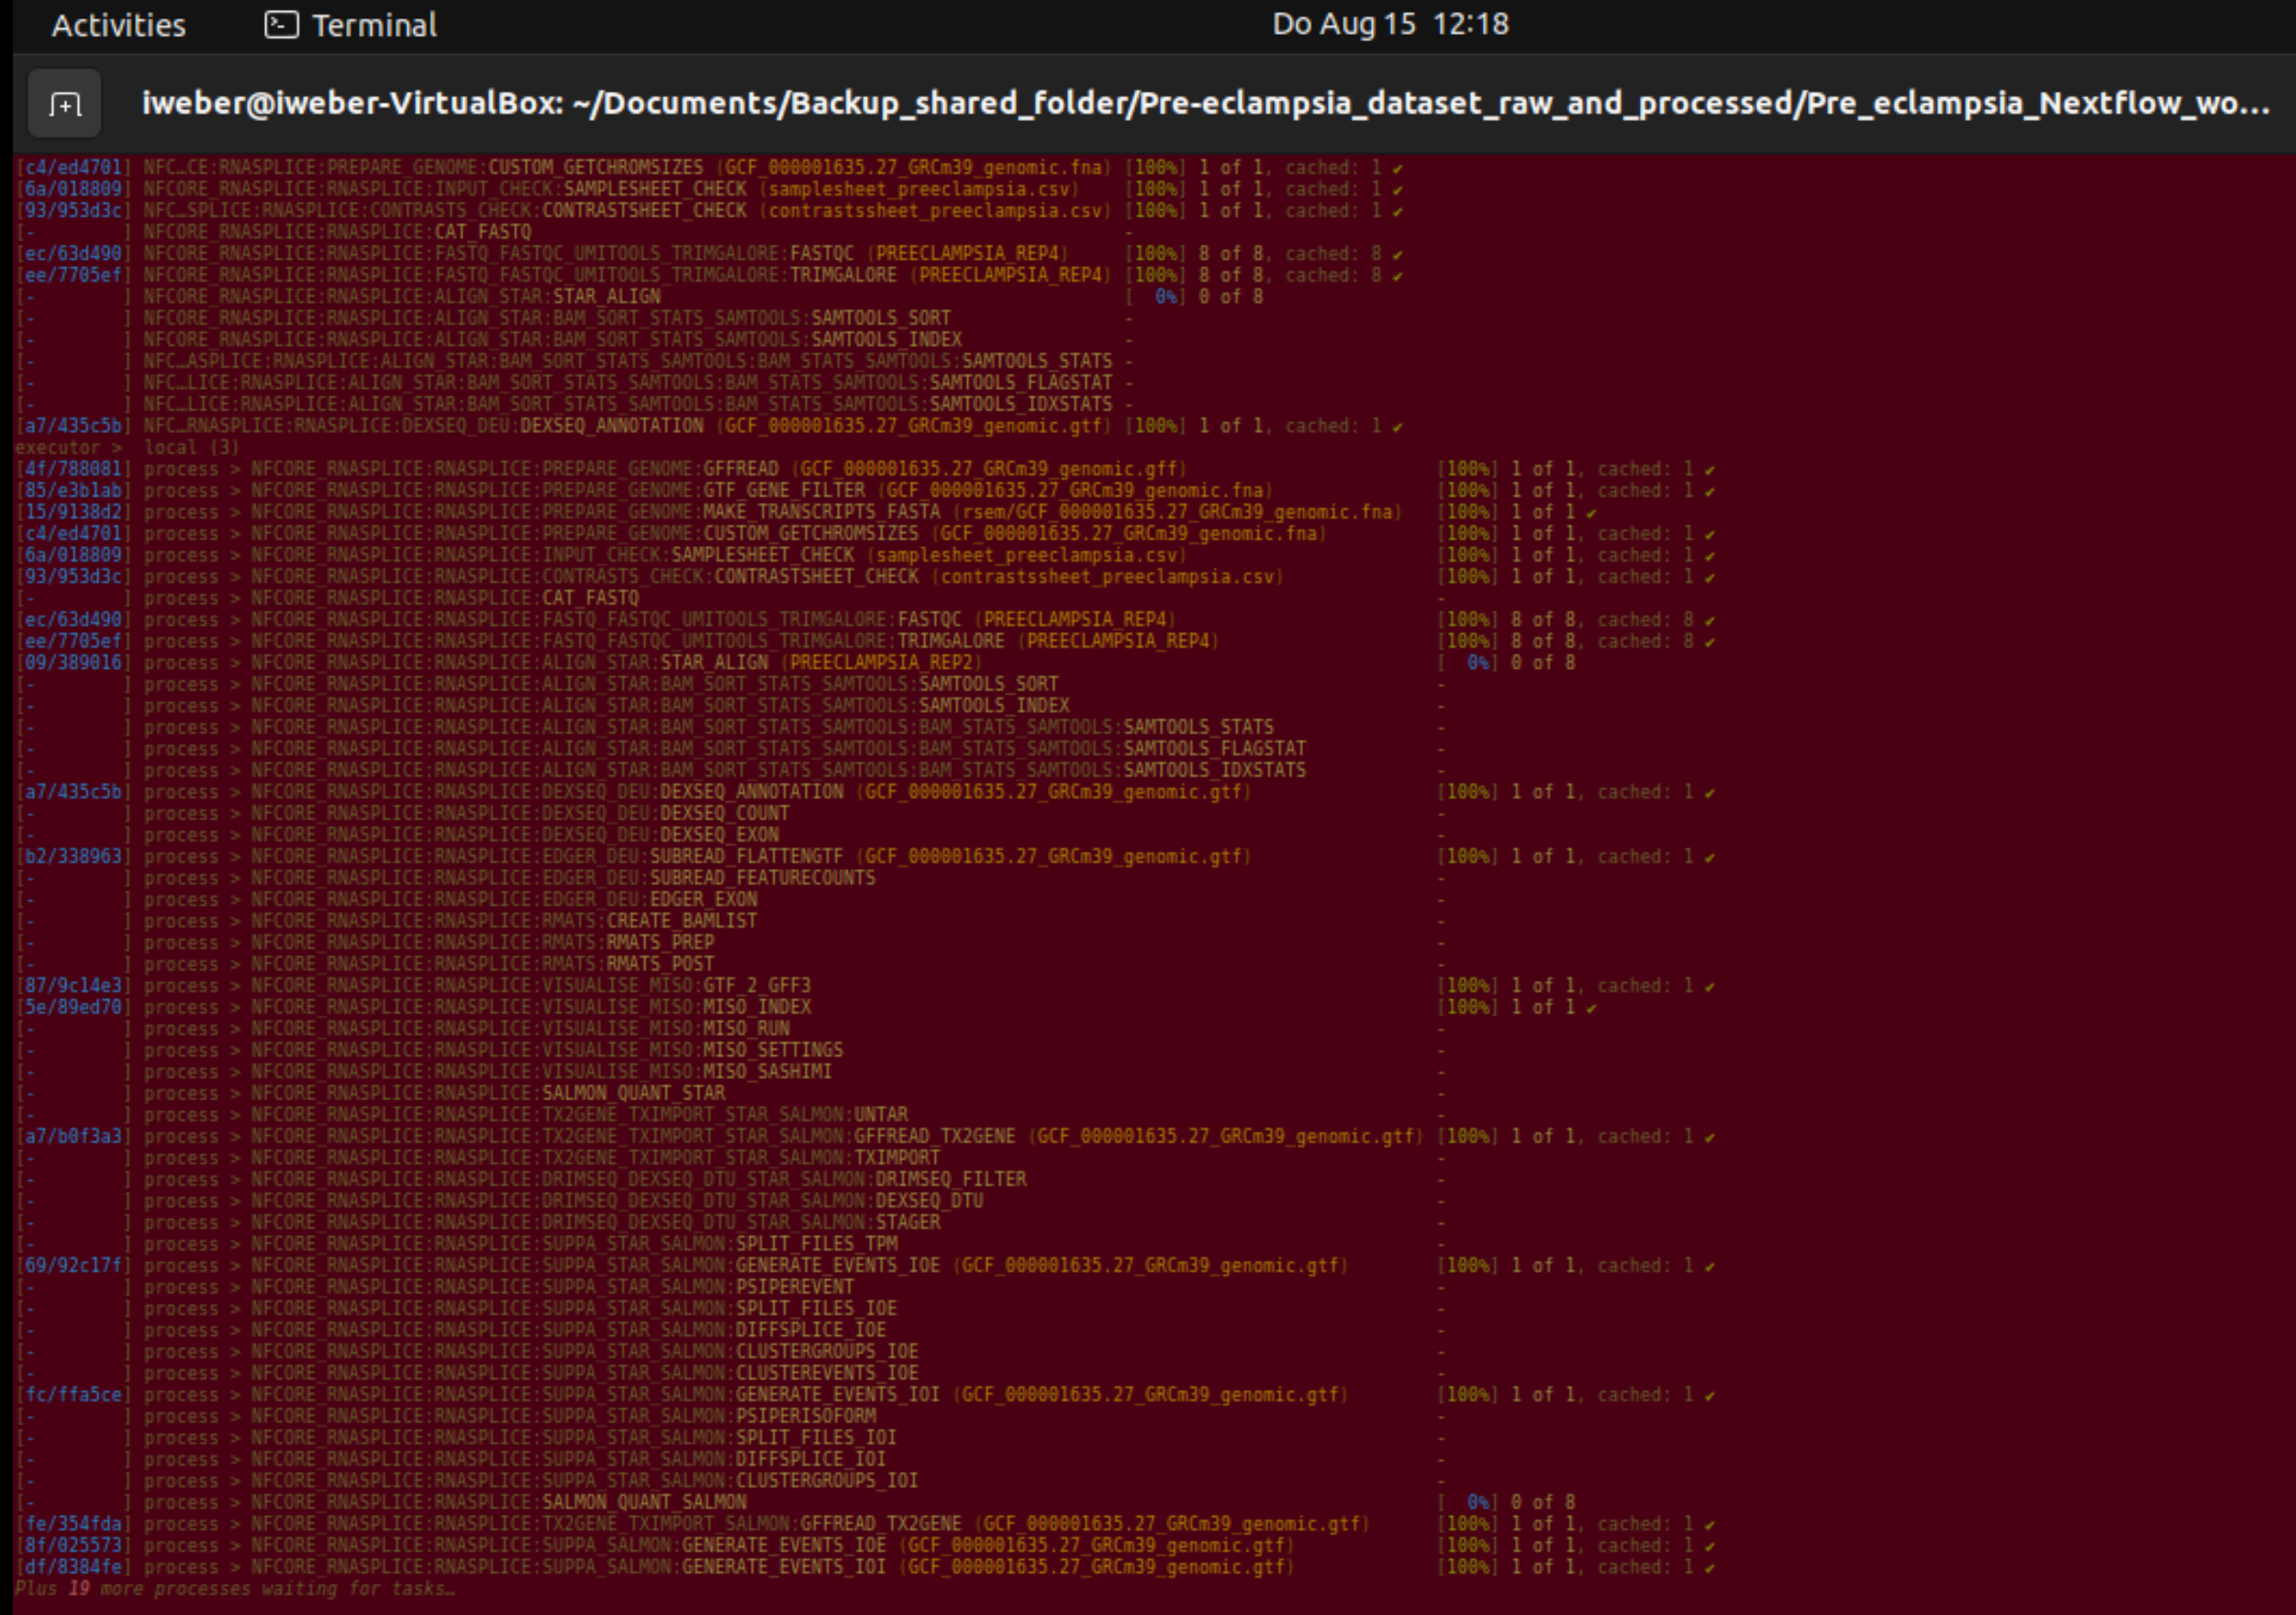 Activities Terminal Do Aug 15 12:18
iweber@iweber-VirtualBox: ~/Documents/Backup_shared_folder/Pre-eclampsia_dataset_raw_and_processed/Pre_eclampsia_Nextflow_wo...
[c4/ed4701] NFC…CE:RNASPLICE:PREPARE_GENOME:CUSTOM_GETCHROMSIZES (GCF_000001635.27_GRCm39_genomic.fna) [100%] 1 of 1, cached: 1 ✔
[6a/018809] NFCORE_RNASPLICE:RNASPLICE:INPUT_CHECK:SAMPLESHEET_CHECK (samplesheet_preeclampsia.csv) [100%] 1 of 1, cached: 1 ✔
[93/953d3c] NFC…SPLICE:RNASPLICE:CONTRASTS_CHECK:CONTRASTSHEET_CHECK (contrastssheet_preeclampsia.csv) [100%] 1 of 1, cached: 1 ✔
[- ] NFCORE_RNASPLICE:RNASPLICE:CAT_FASTQ -
[ec/63d490] NFCORE_RNASPLICE:RNASPLICE:FASTQ_FASTQC_UMITOOLS_TRIMGALORE:FASTQC (PREECLAMPSIA_REP4) [100%] 8 of 8, cached: 8 ✔
[ee/7705ef] NFCORE_RNASPLICE:RNASPLICE:FASTQ_FASTQC_UMITOOLS_TRIMGALORE:TRIMGALORE (PREECLAMPSIA_REP4) [100%] 8 of 8, cached: 8 ✔
[- ] NFCORE_RNASPLICE:RNASPLICE:ALIGN_STAR:STAR_ALIGN [ 0%] 0 of 8
[- ] NFCORE_RNASPLICE:RNASPLICE:ALIGN_STAR:BAM_SORT_STATS_SAMTOOLS:SAMTOOLS_SORT -
[- ] NFCORE_RNASPLICE:RNASPLICE:ALIGN_STAR:BAM_SORT_STATS_SAMTOOLS:SAMTOOLS_INDEX -
[- ] NFC…ASPLICE:RNASPLICE:ALIGN_STAR:BAM_SORT_STATS_SAMTOOLS:BAM_STATS_SAMTOOLS:SAMTOOLS_STATS -
[- ] NFC…LICE:RNASPLICE:ALIGN_STAR:BAM_SORT_STATS_SAMTOOLS:BAM_STATS_SAMTOOLS:SAMTOOLS_FLAGSTAT -
[- ] NFC…LICE:RNASPLICE:ALIGN_STAR:BAM_SORT_STATS_SAMTOOLS:BAM_STATS_SAMTOOLS:SAMTOOLS_IDXSTATS -
[a7/435c5b] NFC…RNASPLICE:RNASPLICE:DEXSEQ_DEU:DEXSEQ_ANNOTATION (GCF_000001635.27_GRCm39_genomic.gtf) [100%] 1 of 1, cached: 1 ✔
executor > local (3)
[4f/788081] process > NFCORE_RNASPLICE:RNASPLICE:PREPARE_GENOME:GFFREAD (GCF_000001635.27_GRCm39_genomic.gff) [100%] 1 of 1, cached: 1 ✔
[85/e3b1ab] process > NFCORE_RNASPLICE:RNASPLICE:PREPARE_GENOME:GTF_GENE_FILTER (GCF_000001635.27_GRCm39_genomic.fna) [100%] 1 of 1, cached: 1 ✔
[15/9138d2] process > NFCORE_RNASPLICE:RNASPLICE:PREPARE_GENOME:MAKE_TRANSCRIPTS_FASTA (rsem/GCF_000001635.27_GRCm39_genomic.fna) [100%] 1 of 1 ✔
[c4/ed4701] process > NFCORE_RNASPLICE:RNASPLICE:PREPARE_GENOME:CUSTOM_GETCHROMSIZES (GCF_000001635.27_GRCm39_genomic.fna) [100%] 1 of 1, cached: 1 ✔
[6a/018809] process > NFCORE_RNASPLICE:RNASPLICE:INPUT_CHECK:SAMPLESHEET_CHECK (samplesheet_preeclampsia.csv) [100%] 1 of 1, cached: 1 ✔
[93/953d3c] process > NFCORE_RNASPLICE:RNASPLICE:CONTRASTS_CHECK:CONTRASTSHEET_CHECK (contrastssheet_preeclampsia.csv) [100%] 1 of 1, cached: 1 ✔
[- ] process > NFCORE_RNASPLICE:RNASPLICE:CAT_FASTQ -
[ec/63d490] process > NFCORE_RNASPLICE:RNASPLICE:FASTQ_FASTQC_UMITOOLS_TRIMGALORE:FASTQC (PREECLAMPSIA_REP4) [100%] 8 of 8, cached: 8 ✔
[ee/7705ef] process > NFCORE_RNASPLICE:RNASPLICE:FASTQ_FASTQC_UMITOOLS_TRIMGALORE:TRIMGALORE (PREECLAMPSIA_REP4) [100%] 8 of 8, cached: 8 ✔
[09/389016] process > NFCORE_RNASPLICE:RNASPLICE:ALIGN_STAR:STAR_ALIGN (PREECLAMPSIA_REP2) [ 0%] 0 of 8
[- ] process > NFCORE_RNASPLICE:RNASPLICE:ALIGN_STAR:BAM_SORT_STATS_SAMTOOLS:SAMTOOLS_SORT -
[- ] process > NFCORE_RNASPLICE:RNASPLICE:ALIGN_STAR:BAM_SORT_STATS_SAMTOOLS:SAMTOOLS_INDEX -
[- ] process > NFCORE_RNASPLICE:RNASPLICE:ALIGN_STAR:BAM_SORT_STATS_SAMTOOLS:BAM_STATS_SAMTOOLS:SAMTOOLS_STATS -
[- ] process > NFCORE_RNASPLICE:RNASPLICE:ALIGN_STAR:BAM_SORT_STATS_SAMTOOLS:BAM_STATS_SAMTOOLS:SAMTOOLS_FLAGSTAT -
[- ] process > NFCORE_RNASPLICE:RNASPLICE:ALIGN_STAR:BAM_SORT_STATS_SAMTOOLS:BAM_STATS_SAMTOOLS:SAMTOOLS_IDXSTATS -
[a7/435c5b] process > NFCORE_RNASPLICE:RNASPLICE:DEXSEQ_DEU:DEXSEQ_ANNOTATION (GCF_000001635.27_GRCm39_genomic.gtf) [100%] 1 of 1, cached: 1 ✔
[- ] process > NFCORE_RNASPLICE:RNASPLICE:DEXSEQ_DEU:DEXSEQ_COUNT -
[- ] process > NFCORE_RNASPLICE:RNASPLICE:DEXSEQ_DEU:DEXSEQ_EXON -
[b2/338963] process > NFCORE_RNASPLICE:RNASPLICE:EDGER_DEU:SUBREAD_FLATTENGTF (GCF_000001635.27_GRCm39_genomic.gtf) [100%] 1 of 1, cached: 1 ✔
[- ] process > NFCORE_RNASPLICE:RNASPLICE:EDGER_DEU:SUBREAD_FEATURECOUNTS -
[- ] process > NFCORE_RNASPLICE:RNASPLICE:EDGER_DEU:EDGER_EXON -
[- ] process > NFCORE_RNASPLICE:RNASPLICE:RMATS:CREATE_BAMLIST -
[- ] process > NFCORE_RNASPLICE:RNASPLICE:RMATS:RMATS_PREP -
[- ] process > NFCORE_RNASPLICE:RNASPLICE:RMATS:RMATS_POST -
[87/9c14e3] process > NFCORE_RNASPLICE:RNASPLICE:VISUALISE_MISO:GTF_2_GFF3 [100%] 1 of 1, cached: 1 ✔
[5e/89ed70] process > NFCORE_RNASPLICE:RNASPLICE:VISUALISE_MISO:MISO_INDEX [100%] 1 of 1 ✔
[- ] process > NFCORE_RNASPLICE:RNASPLICE:VISUALISE_MISO:MISO_RUN -
[- ] process > NFCORE_RNASPLICE:RNASPLICE:VISUALISE_MISO:MISO_SETTINGS -
[- ] process > NFCORE_RNASPLICE:RNASPLICE:VISUALISE_MISO:MISO_SASHIMI -
[- ] process > NFCORE_RNASPLICE:RNASPLICE:SALMON_QUANT_STAR -
[- ] process > NFCORE_RNASPLICE:RNASPLICE:TX2GENE_TXIMPORT_STAR_SALMON:UNTAR -
[a7/b0f3a3] process > NFCORE_RNASPLICE:RNASPLICE:TX2GENE_TXIMPORT_STAR_SALMON:GFFREAD_TX2GENE (GCF_000001635.27_GRCm39_genomic.gtf) [100%] 1 of 1, cached: 1 ✔
[- ] process > NFCORE_RNASPLICE:RNASPLICE:TX2GENE_TXIMPORT_STAR_SALMON:TXIMPORT -
[- ] process > NFCORE_RNASPLICE:RNASPLICE:DRIMSEQ_DEXSEQ_DTU_STAR_SALMON:DRIMSEQ_FILTER -
[- ] process > NFCORE_RNASPLICE:RNASPLICE:DRIMSEQ_DEXSEQ_DTU_STAR_SALMON:DEXSEQ_DTU -
[- ] process > NFCORE_RNASPLICE:RNASPLICE:DRIMSEQ_DEXSEQ_DTU_STAR_SALMON:STAGER -
[- ] process > NFCORE_RNASPLICE:RNASPLICE:SUPPA_STAR_SALMON:SPLIT_FILES_TPM -
[69/92c17f] process > NFCORE_RNASPLICE:RNASPLICE:SUPPA_STAR_SALMON:GENERATE_EVENTS_IOE (GCF_000001635.27_GRCm39_genomic.gtf) [100%] 1 of 1, cached: 1 ✔
[- ] process > NFCORE_RNASPLICE:RNASPLICE:SUPPA_STAR_SALMON:PSIPEREVENT -
[- ] process > NFCORE_RNASPLICE:RNASPLICE:SUPPA_STAR_SALMON:SPLIT_FILES_IOE -
[- ] process > NFCORE_RNASPLICE:RNASPLICE:SUPPA_STAR_SALMON:DIFFSPLICE_IOE -
[- ] process > NFCORE_RNASPLICE:RNASPLICE:SUPPA_STAR_SALMON:CLUSTERGROUPS_IOE -
[- ] process > NFCORE_RNASPLICE:RNASPLICE:SUPPA_STAR_SALMON:CLUSTEREVENTS_IOE -
[fc/ffa5ce] process > NFCORE_RNASPLICE:RNASPLICE:SUPPA_STAR_SALMON:GENERATE_EVENTS_IOI (GCF_000001635.27_GRCm39_genomic.gtf) [100%] 1 of 1, cached: 1 ✔
[- ] process > NFCORE_RNASPLICE:RNASPLICE:SUPPA_STAR_SALMON:PSIPERISOFORM -
[- ] process > NFCORE_RNASPLICE:RNASPLICE:SUPPA_STAR_SALMON:SPLIT_FILES_IOI -
[- ] process > NFCORE_RNASPLICE:RNASPLICE:SUPPA_STAR_SALMON:DIFFSPLICE_IOI -
[- ] process > NFCORE_RNASPLICE:RNASPLICE:SUPPA_STAR_SALMON:CLUSTERGROUPS_IOI -
[- ] process > NFCORE_RNASPLICE:RNASPLICE:SALMON_QUANT_SALMON [ 0%] 0 of 8
[fe/354fda] process > NFCORE_RNASPLICE:RNASPLICE:TX2GENE_TXIMPORT_SALMON:GFFREAD_TX2GENE (GCF_000001635.27_GRCm39_genomic.gtf) [100%] 1 of 1, cached: 1 ✔
[8f/025573] process > NFCORE_RNASPLICE:RNASPLICE:SUPPA_SALMON:GENERATE_EVENTS_IOE (GCF_000001635.27_GRCm39_genomic.gtf) [100%] 1 of 1, cached: 1 ✔
[df/8384fe] process > NFCORE_RNASPLICE:RNASPLICE:SUPPA_SALMON:GENERATE_EVENTS_IOI (GCF_000001635.27_GRCm39_genomic.gtf) [100%] 1 of 1, cached: 1 ✔
Plus 19 more processes waiting for tasks…